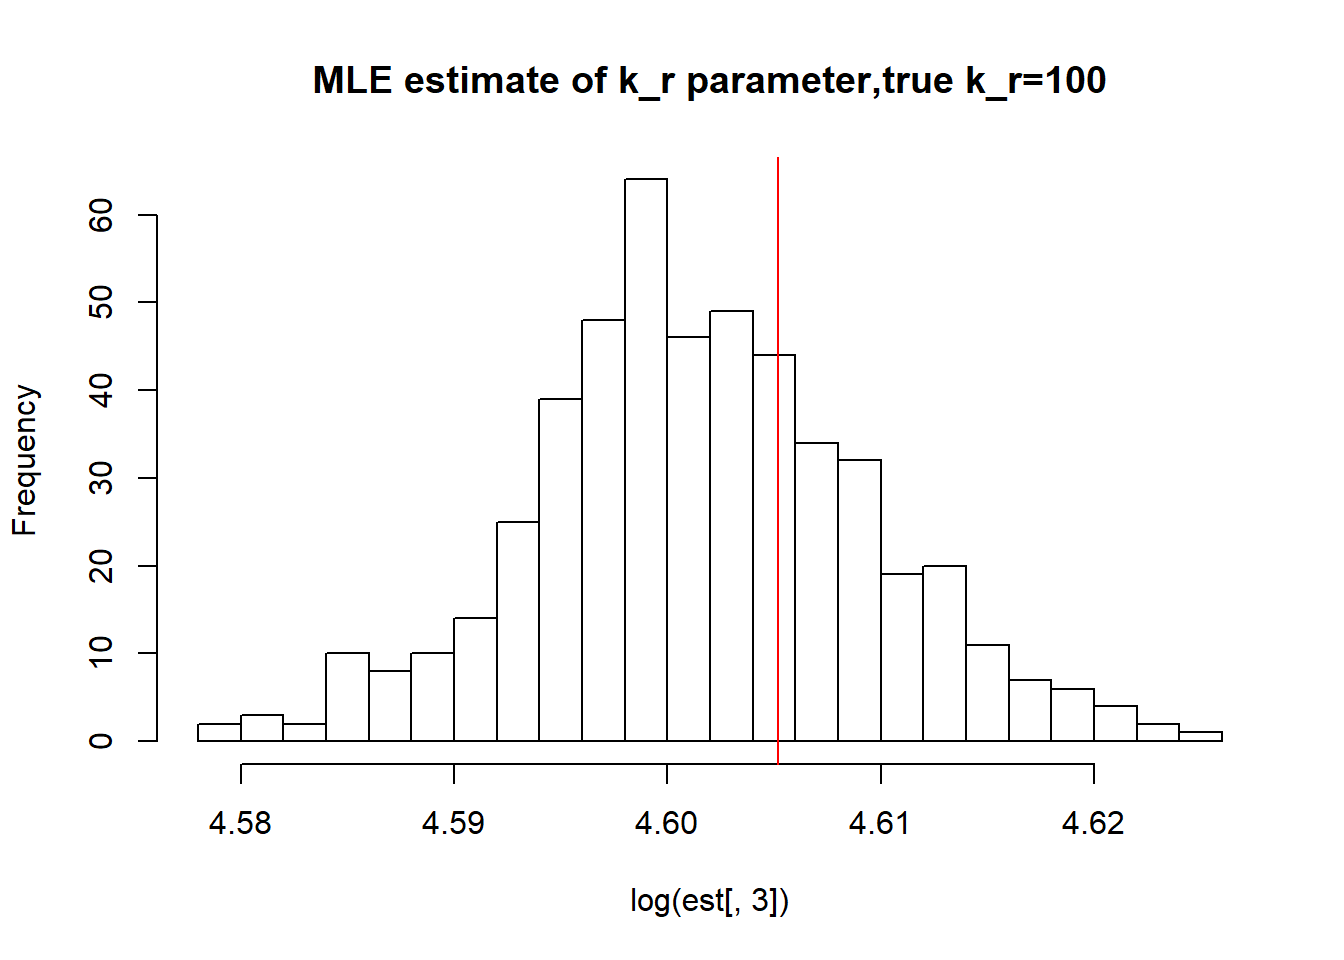 MLE estimate of k_r parameter,true k_r=100
Frequency
60
50
40
30
20
10
0
4.58 4.59 4.60 4.61 4.62
log(est[, 3])